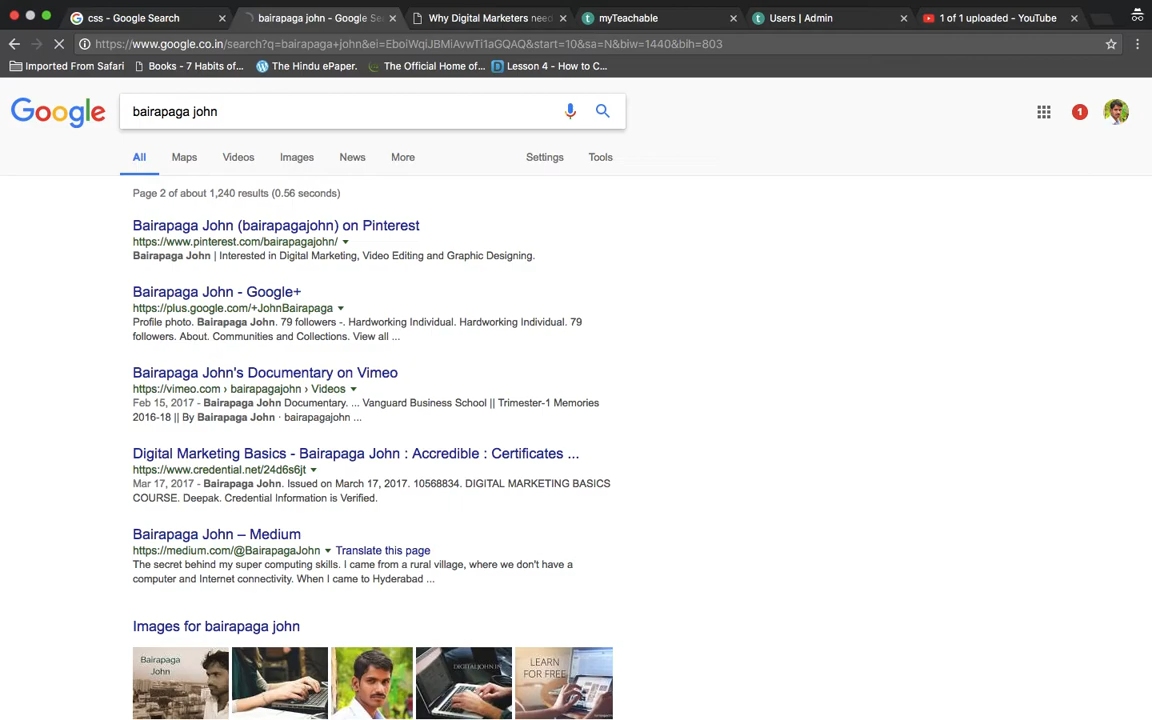 css - Google Search
bairapaga john - Google Sea
Why Digital Marketers need
myTeachable
Users | Admin
1 of 1 uploaded - YouTube
https://www.google.co.in/search?q=bairapaga+john&ei=EboiWqiJBMiAvwTi1aGQAQ&start=10&sa=N&biw=1440&bih=803
Imported From Safari
Books - 7 Habits of...
The Hindu ePaper.
The Official Home of...
Lesson 4 - How to C...
Google
bairapaga john
1
All
Maps
Videos
Images
News
More
Settings
Tools
Page 2 of about 1,240 results (0.56 seconds)
Bairapaga John (bairapagajohn) on Pinterest
https://www.pinterest.com/bairapagajohn/
Bairapaga John | Interested in Digital Marketing, Video Editing and Graphic Designing.
Bairapaga John - Google+
https://plus.google.com/+JohnBairapaga
Profile photo. Bairapaga John. 79 followers -. Hardworking Individual. Hardworking Individual. 79
followers. About. Communities and Collections. View all ...
Bairapaga John's Documentary on Vimeo
https://vimeo.com › bairapagajohn › Videos
Feb 15, 2017 - Bairapaga John Documentary. ... Vanguard Business School || Trimester-1 Memories
2016-18 || By Bairapaga John · bairapagajohn ...
Digital Marketing Basics - Bairapaga John : Accredible : Certificates ...
https://www.credential.net/24d6s6jt
Mar 17, 2017 - Bairapaga John. Issued on March 17, 2017. 10568834. DIGITAL MARKETING BASICS
COURSE. Deepak. Credential Information is Verified.
Bairapaga John – Medium
https://medium.com/@BairapagaJohn
Translate this page
The secret behind my super computing skills. I came from a rural village, where we don't have a
computer and Internet connectivity. When I came to Hyderabad ...
Images for bairapaga john
Bairapaga
John
DIGITALJOHN.IN
LEARN
FOR FREE